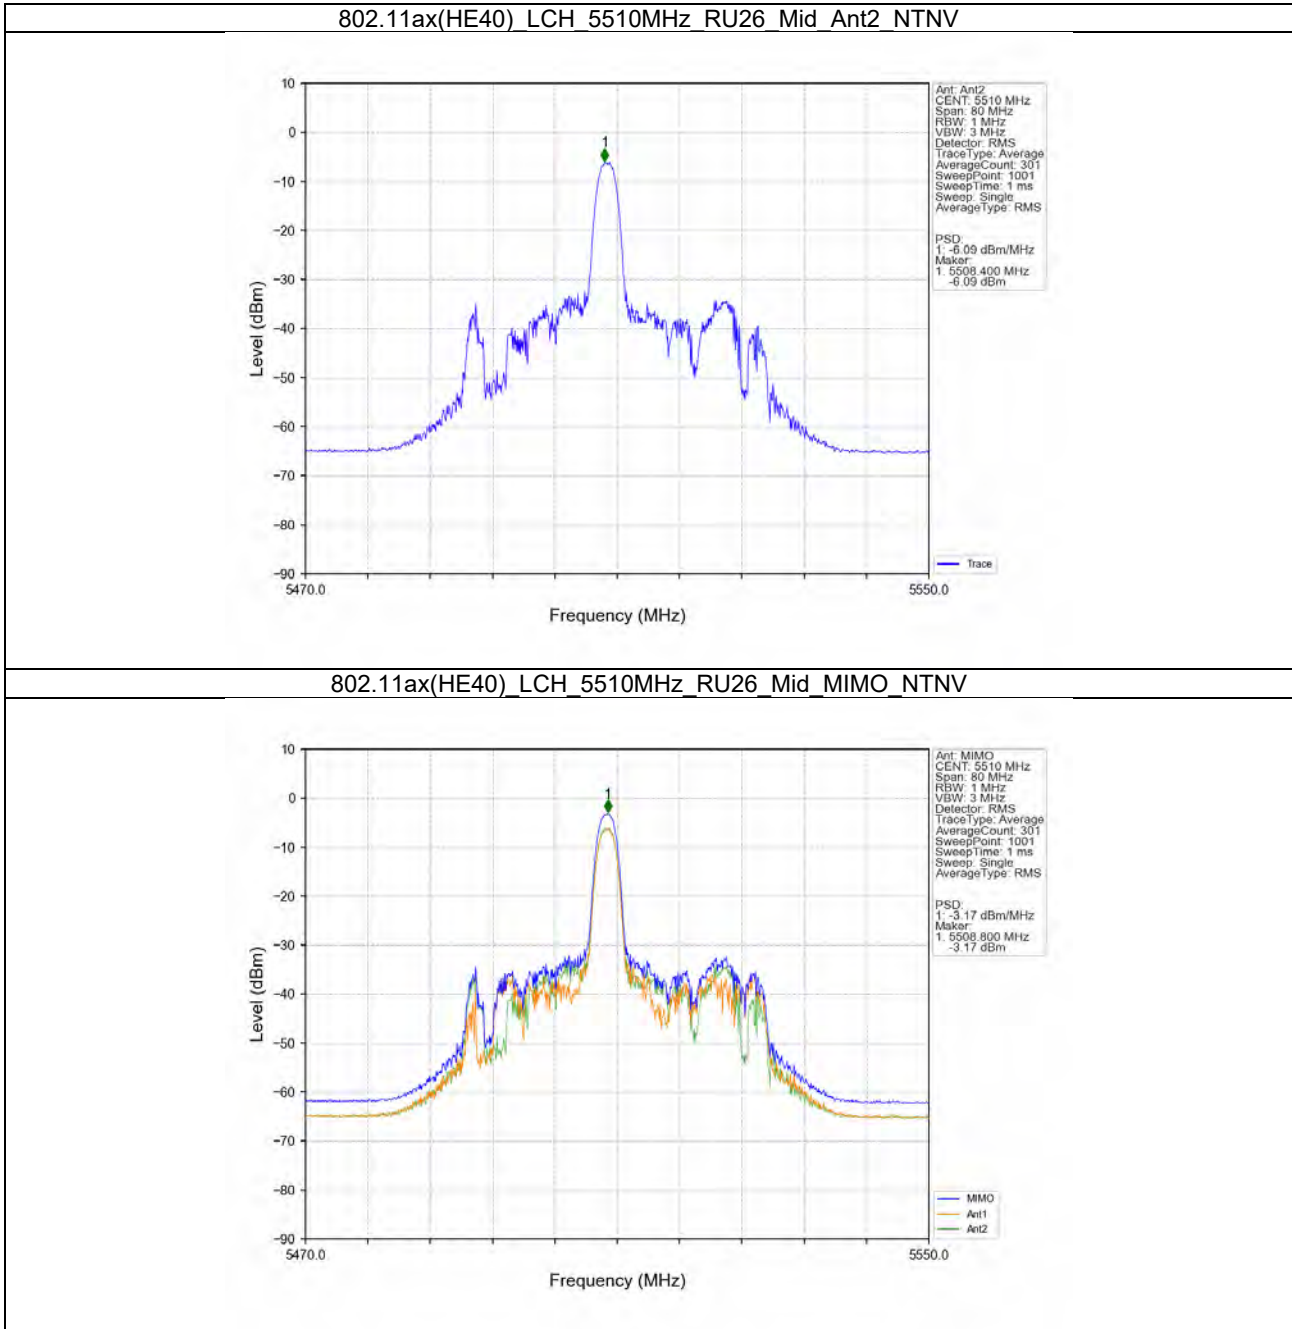 802.11ax(HE40)_LCH_5510MHz_RU26_Mid_Ant2_NTNV
10
0
−10
−20
−30
−40
−50
−60
−70
−80
−90
Level (dBm)
1
5470.0
5550.0
Frequency (MHz)
Ant: Ant2
CENT: 5510 MHz
Span: 80 MHz
RBW: 1 MHz
VBW: 3 MHz
Detector: RMS
TraceType: Average
AverageCount: 301
SweepPoint: 1001
SweepTime: 1 ms
Sweep: Single
AverageType: RMS
PSD:
1: -6.09 dBm/MHz
Maker:
1. 5508.400 MHz
-6.09 dBm
Trace
802.11ax(HE40)_LCH_5510MHz_RU26_Mid_MIMO_NTNV
10
0
−10
−20
−30
−40
−50
−60
−70
−80
−90
Level (dBm)
1
5470.0
5550.0
Frequency (MHz)
Ant: MIMO
CENT: 5510 MHz
Span: 80 MHz
RBW: 1 MHz
VBW: 3 MHz
Detector: RMS
TraceType: Average
AverageCount: 301
SweepPoint: 1001
SweepTime: 1 ms
Sweep: Single
AverageType: RMS
PSD:
1: -3.17 dBm/MHz
Maker:
1. 5508.800 MHz
-3.17 dBm
MIMO
Ant1
Ant2